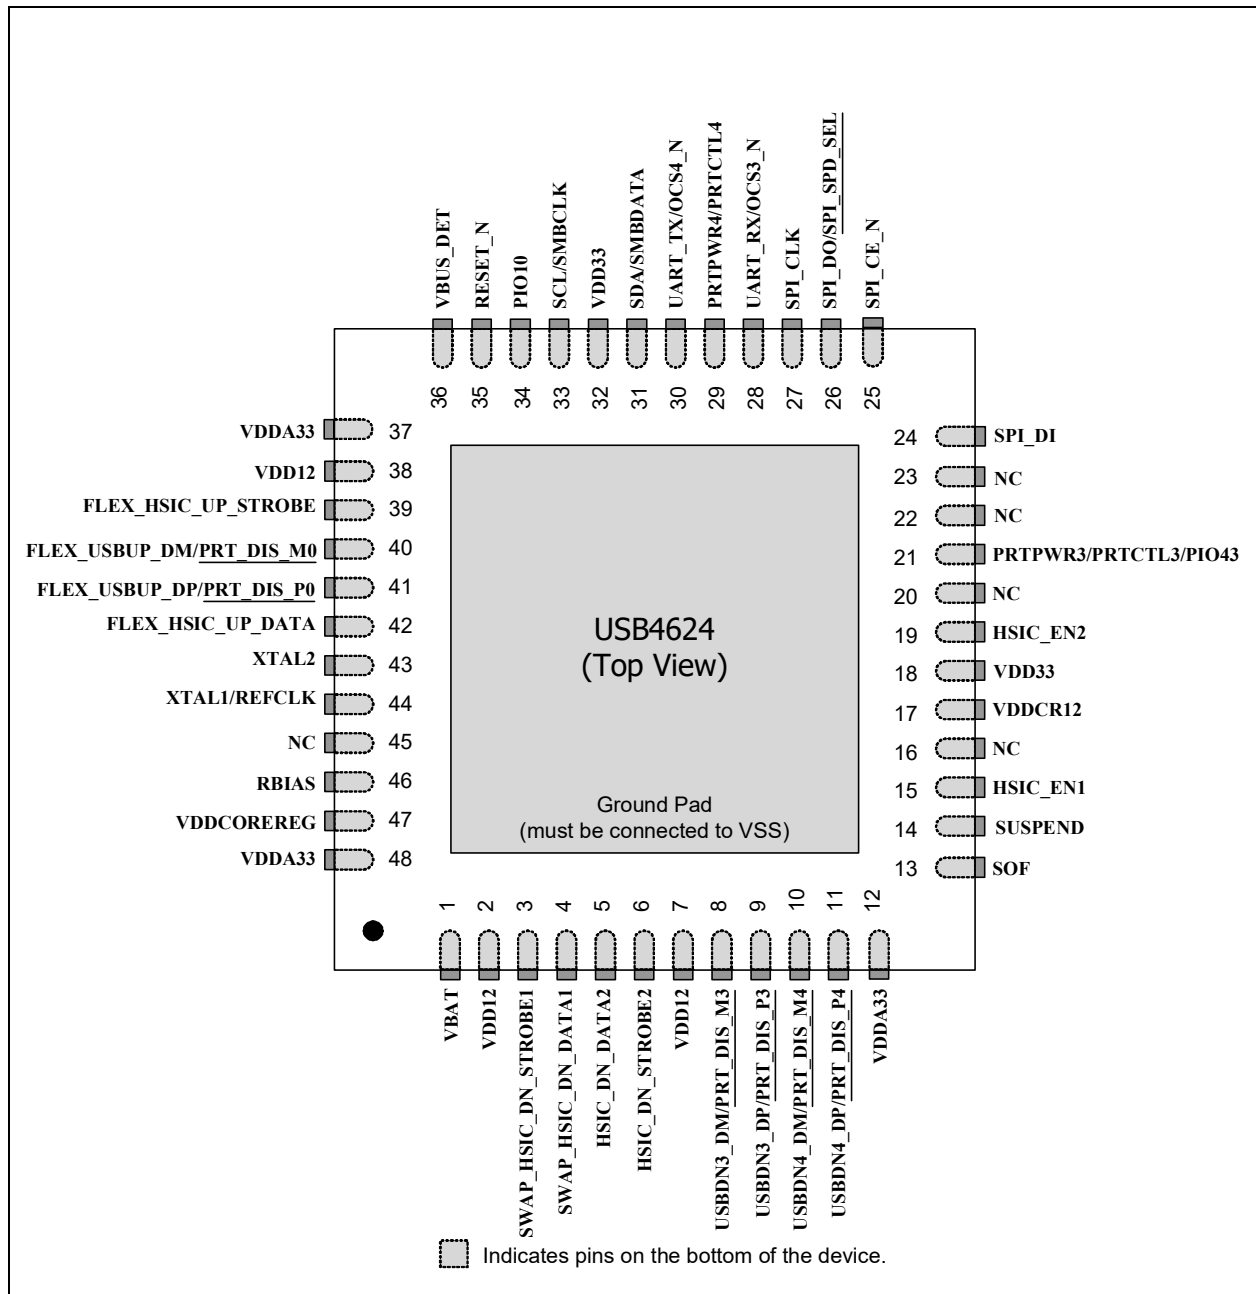 VBUS_DET
RESET_N
PIO10
SCL/SMBCLK
VDD33
SDA/SMBDATA
UART_TX/OCS4_N
PRTPWR4/PRTCTL4
UART_RX/OCS3_N
SPI_CLK
SPI_DO/SPI_SPD_SEL
SPI_CE_N
36
35
34
33
32
31
30
29
28
27
26
25
VDDA33 37
VDD12 38
FLEX_HSIC_UP_STROBE 39
FLEX_USBUP_DM/PRT_DIS_M0 40
FLEX_USBUP_DP/PRT_DIS_P0 41
FLEX_HSIC_UP_DATA 42
XTAL2 43
XTAL1/REFCLK 44
NC 45
RBIAS 46
VDDCOREREG 47
VDDA33 48
USB4624
(Top View)
Ground Pad
(must be connected to VSS)
24 SPI_DI
23 NC
22 NC
21 PRTPWR3/PRTCTL3/PIO43
20 NC
19 HSIC_EN2
18 VDD33
17 VDDCR12
16 NC
15 HSIC_EN1
14 SUSPEND
13 SOF
1
2
3
4
5
6
7
8
9
10
11
12
VBAT
VDD12
SWAP_HSIC_DN_STROBE1
SWAP_HSIC_DN_DATA1
HSIC_DN_DATA2
HSIC_DN_STROBE2
VDD12
USBDN3_DM/PRT_DIS_M3
USBDN3_DP/PRT_DIS_P3
USBDN4_DM/PRT_DIS_M4
USBDN4_DP/PRT_DIS_P4
VDDA33
Indicates pins on the bottom of the device.